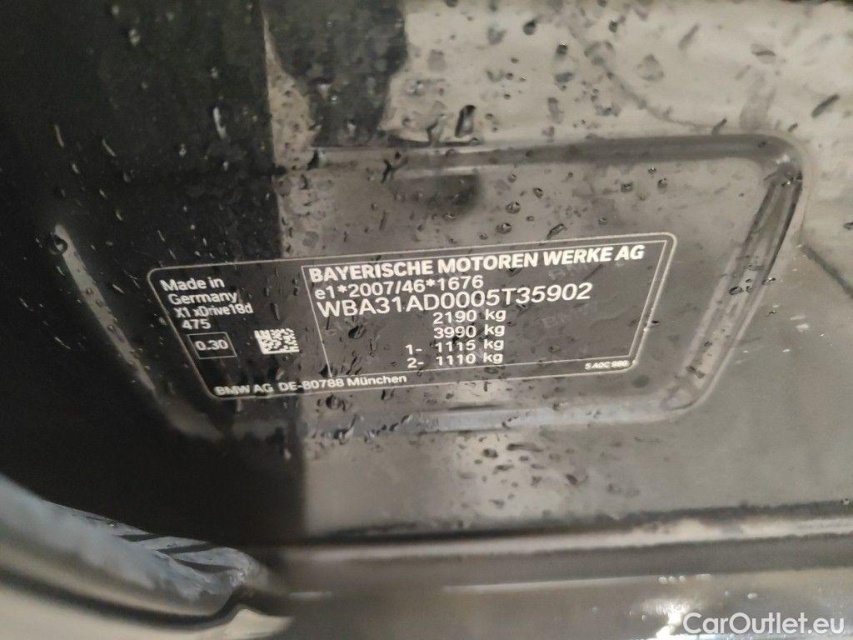 BAYERISCHE MOTOREN WERKE AG
e1*2007/46*1676
WBA31AD0005T35902
2190 kg
3990 kg
1- 1115 kg
2- 1110 kg
Made in
Germany
X1 xDrive18d
475
0.30
BMW AG DE-80788 München
CarOutlet.eu